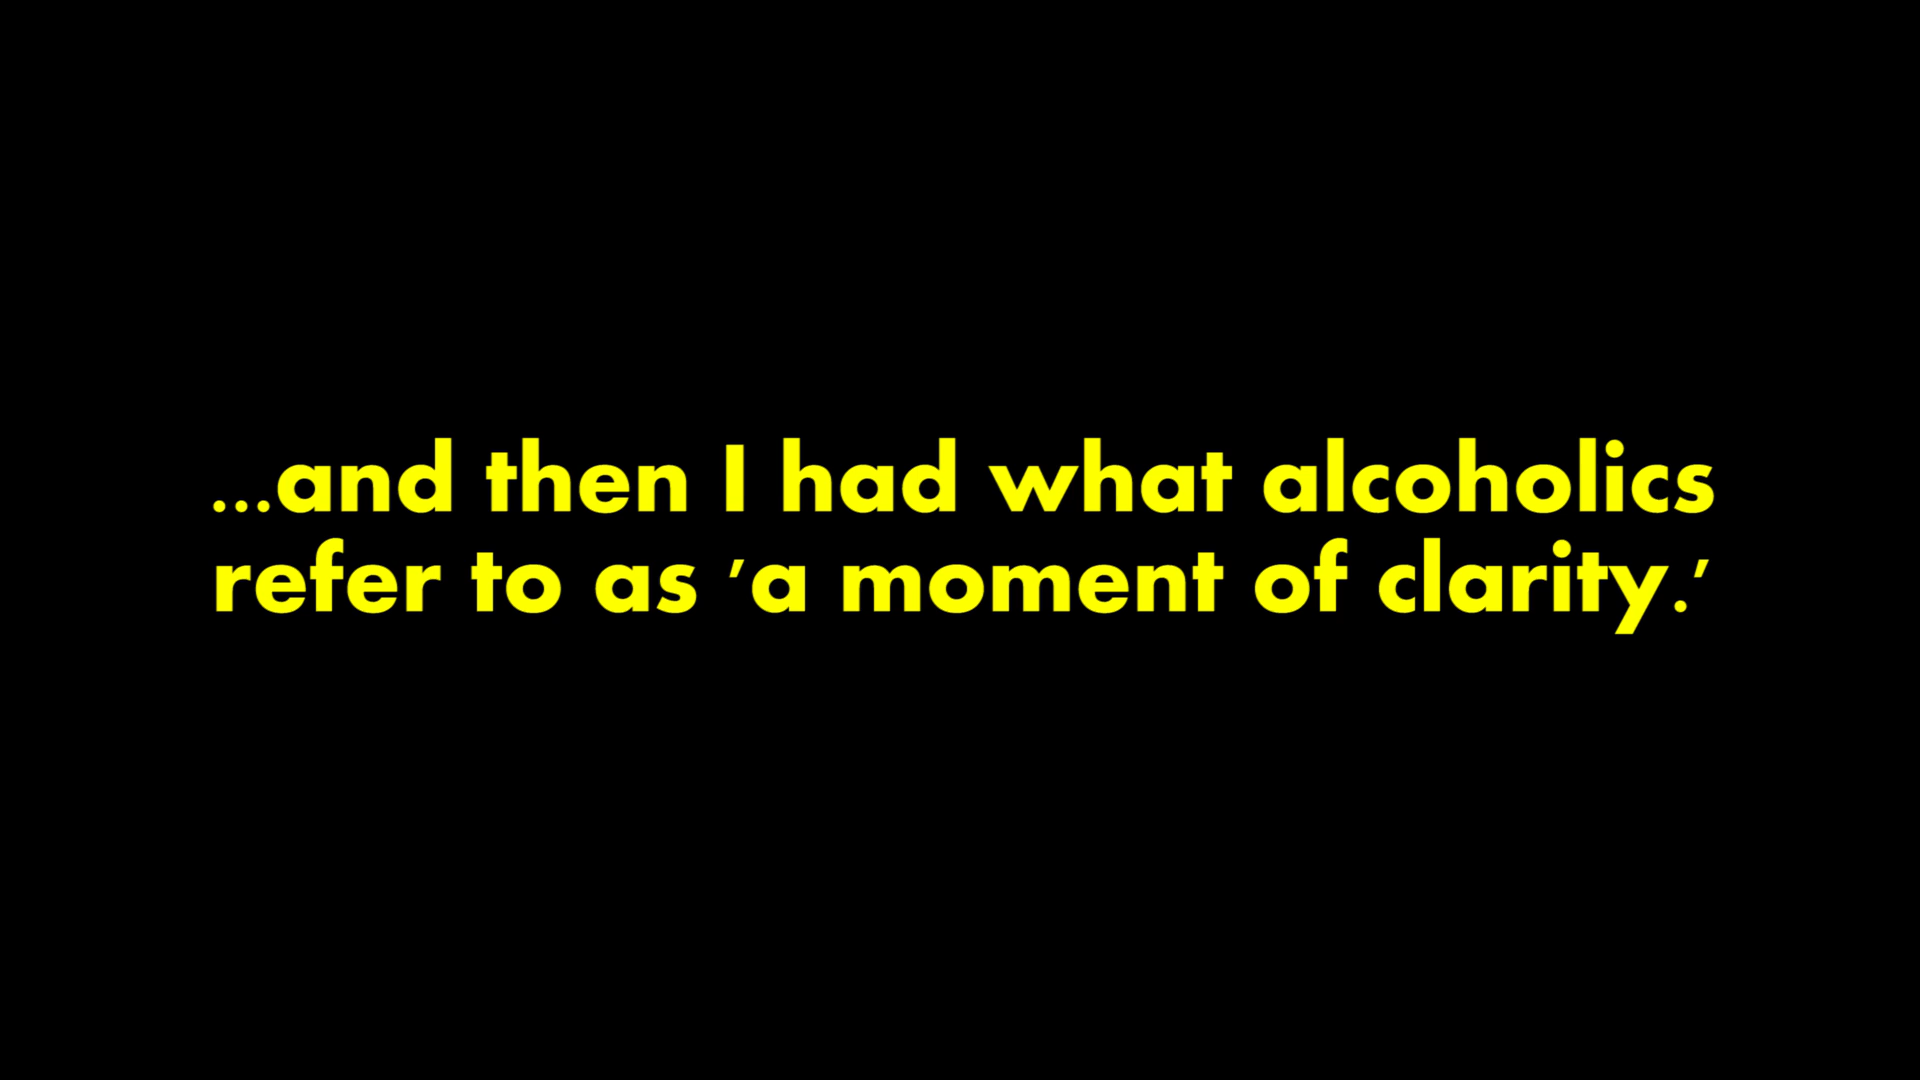 ...and then I had what alcoholics
refer to as 'a moment of clarity.'